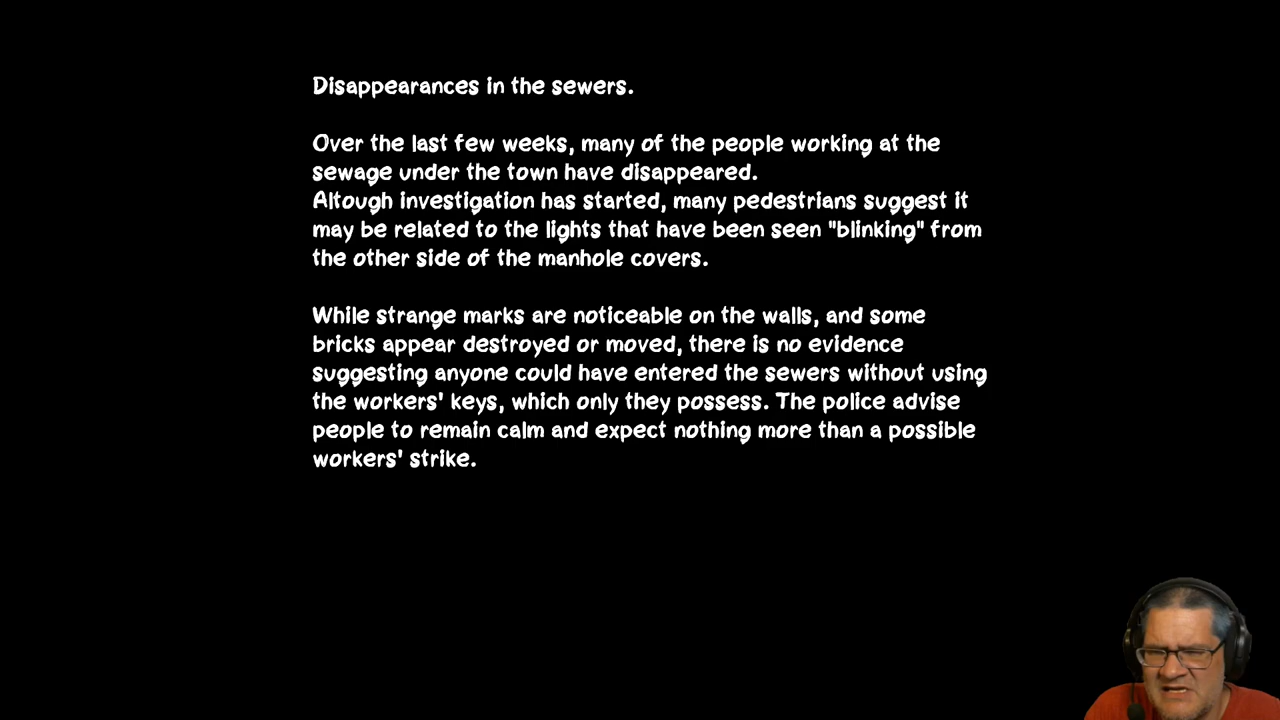 Disappearances in the sewers.
Over the last few weeks, many of the people working at the
sewage under the town have disappeared.
Altough investigation has started, many pedestrians suggest it
may be related to the lights that have been seen "blinking" from
the other side of the manhole covers.
While strange marks are noticeable on the walls, and some
bricks appear destroyed or moved, there is no evidence
suggesting anyone could have entered the sewers without using
the workers' keys, which only they possess. The police advise
people to remain calm and expect nothing more than a possible
workers' strike.